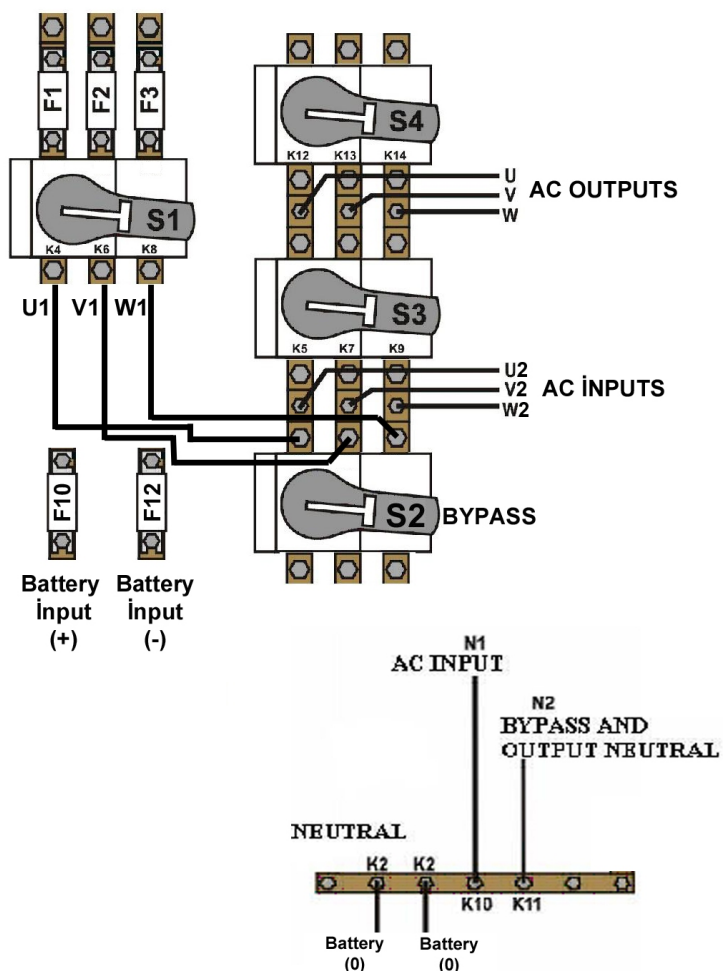 F1
F2
F3
S1
K4
K6
K8
U1
V1
W1
S4
K12
K13
K14
U
V
W
AC OUTPUTS
S3
K5
K7
K9
U2
V2
W2
AC İNPUTS
S2
BYPASS
F10
F12
Battery
İnput
(+)
Battery
İnput
(-)
N1
AC INPUT
N2
BYPASS AND
OUTPUT NEUTRAL
NEUTRAL
K2
K2
K10
K11
Battery
(0)
Battery
(0)